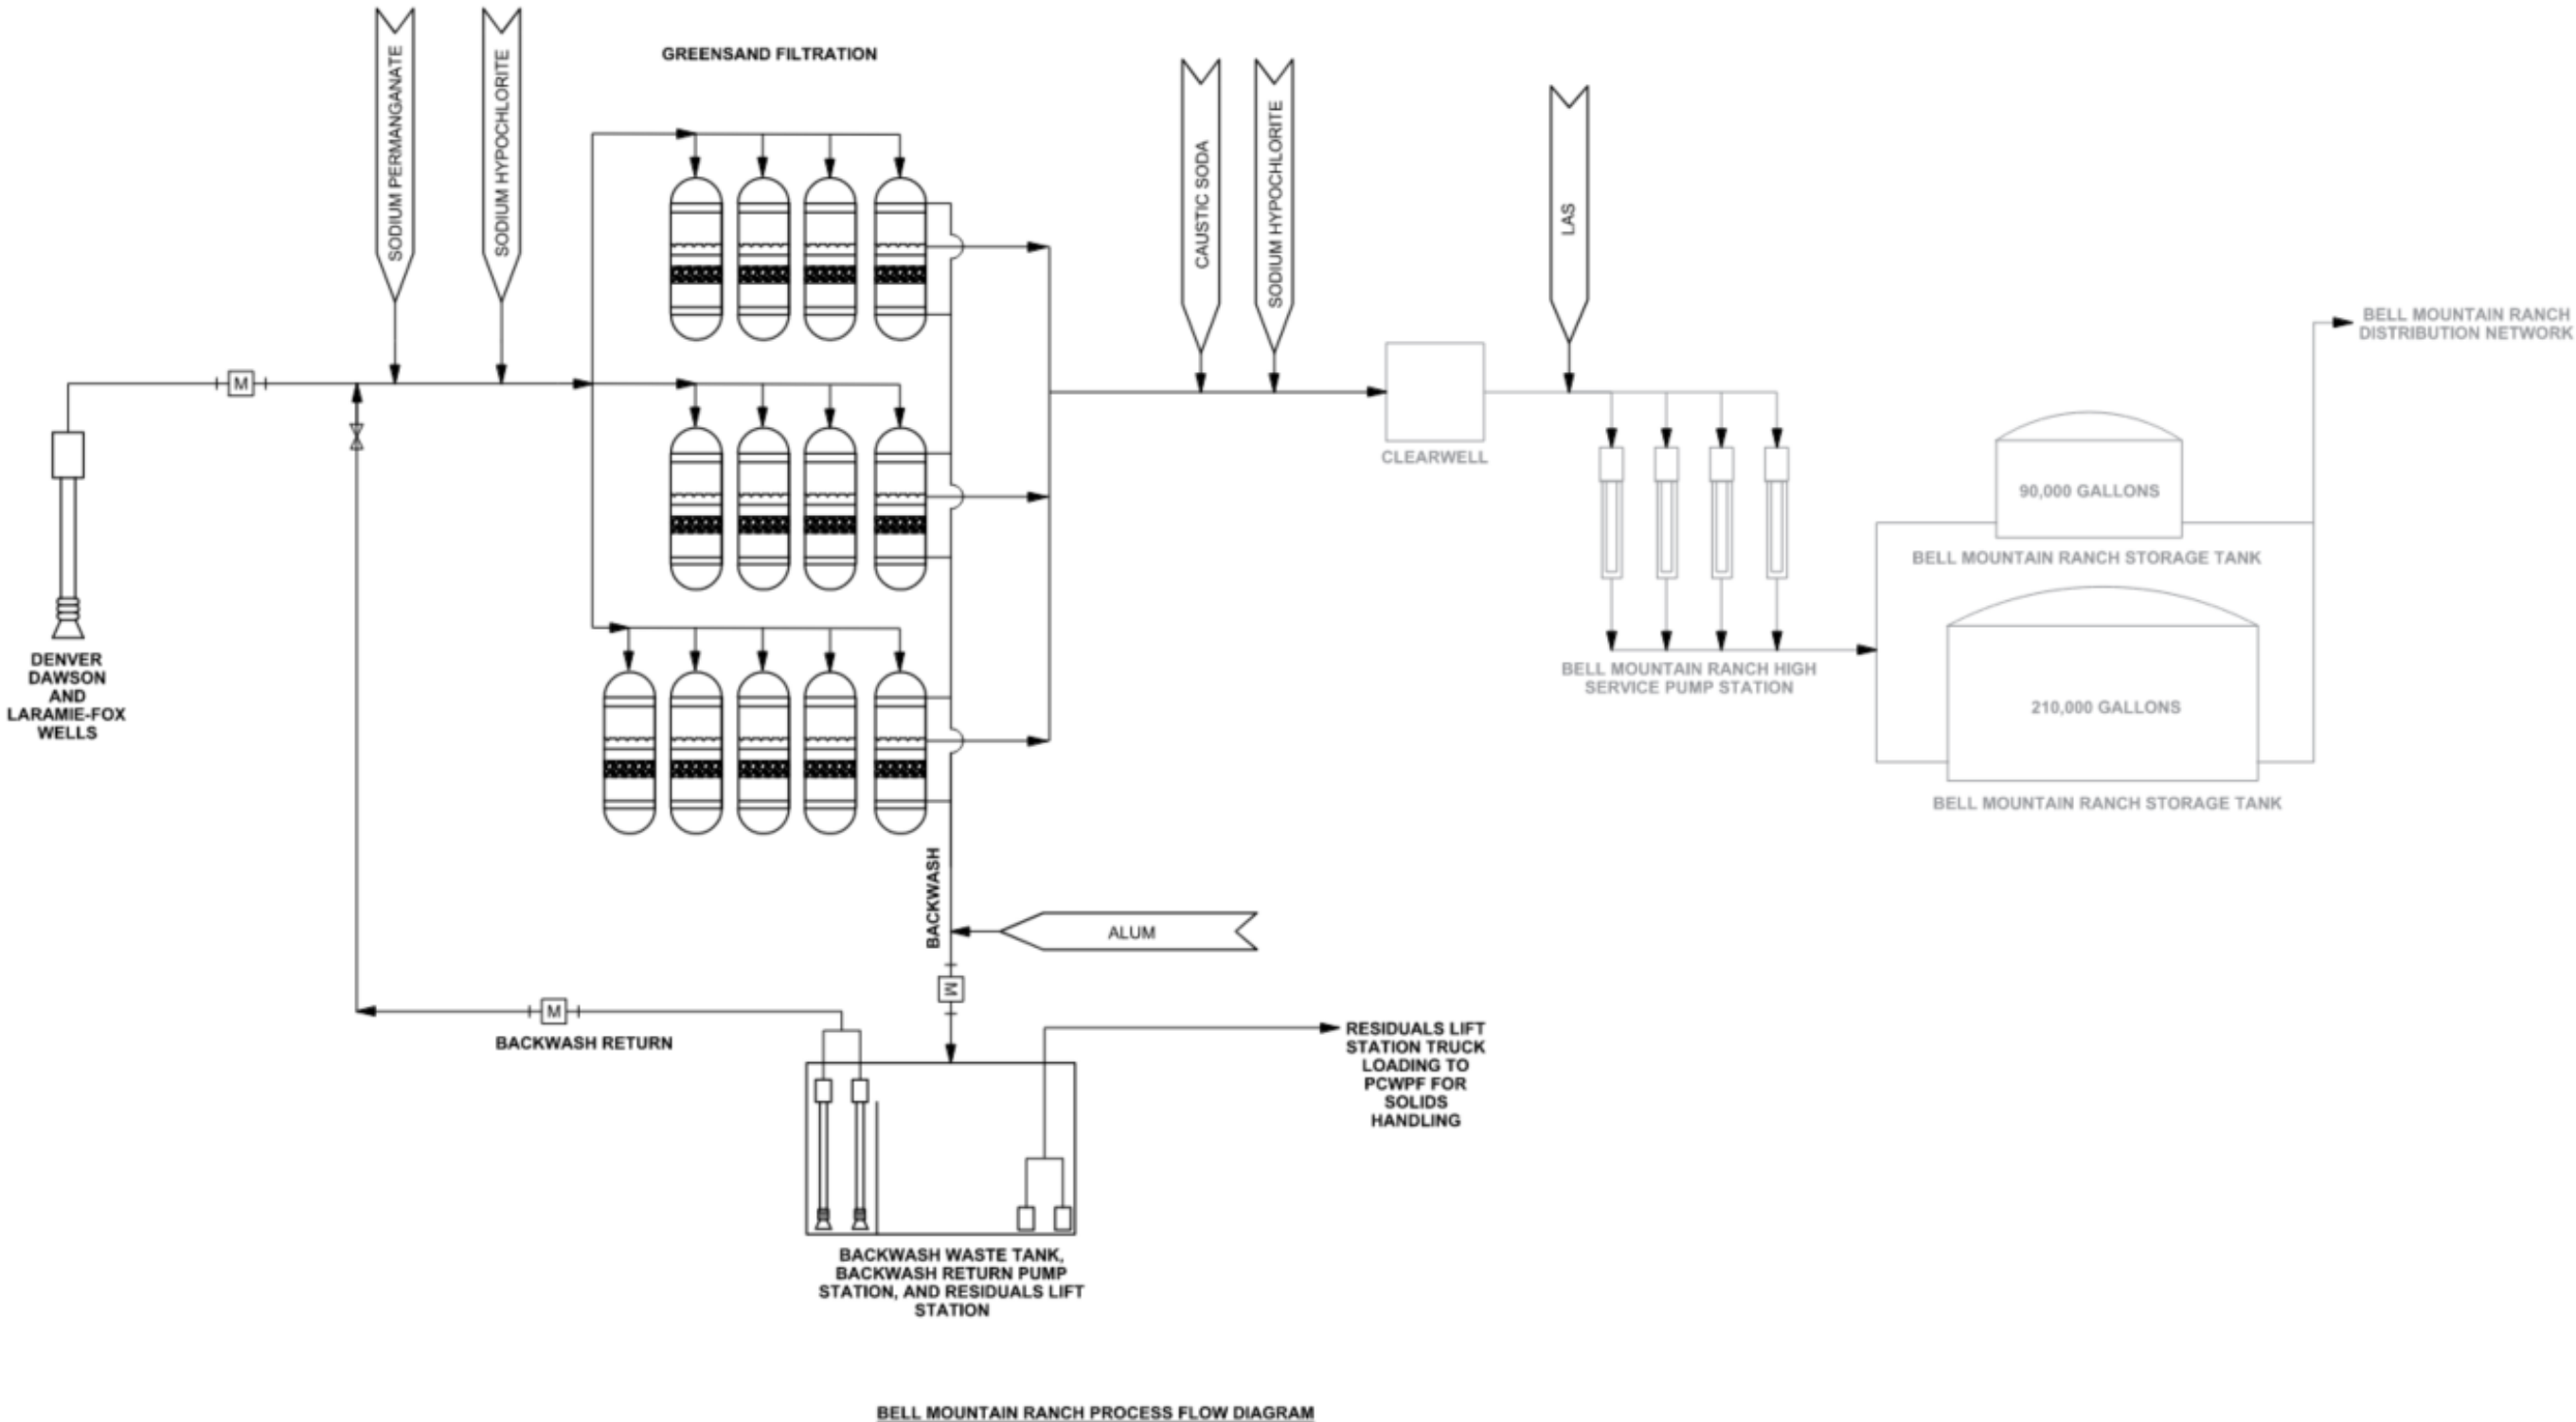 SODIUM PERMANGANATE
SODIUM HYPOCHLORITE
GREENSAND FILTRATION
CAUSTIC SODA
SODIUM HYPOCHLORITE
LAS
M
DENVER
DAWSON
AND
LARAMIE-FOX
WELLS
CLEARWELL
BELL MOUNTAIN RANCH HIGH
SERVICE PUMP STATION
90,000 GALLONS
BELL MOUNTAIN RANCH STORAGE TANK
210,000 GALLONS
BELL MOUNTAIN RANCH STORAGE TANK
BELL MOUNTAIN RANCH
DISTRIBUTION NETWORK
BACKWASH
ALUM
M
M
BACKWASH RETURN
RESIDUALS LIFT
STATION TRUCK
LOADING TO
PCWPF FOR
SOLIDS
HANDLING
BACKWASH WASTE TANK,
BACKWASH RETURN PUMP
STATION, AND RESIDUALS LIFT
STATION
BELL MOUNTAIN RANCH PROCESS FLOW DIAGRAM